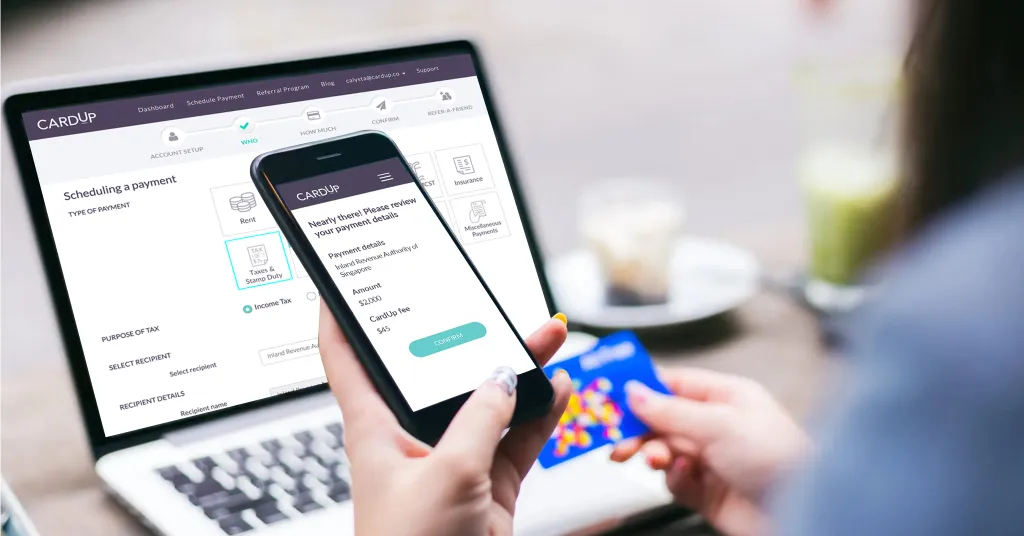 CARDUP
Dashboard
Schedule Payment
Referral Program
Blog
calysta@cardup.co
Support
ACCOUNT SETUP
WHO
HOW MUCH
CONFIRM
REFER-A-FRIEND
Scheduling a payment
TYPE OF PAYMENT
Rent
Insurance
TAX
Taxes &
Stamp Duty
Miscellaneous
Payments
PURPOSE OF TAX
Income Tax
SELECT RECIPIENT
Select recipient
Inland Revenue
RECIPIENT DETAILS
Recipient name
CARDUP
Nearly there! Please review
your payment details
Payment details
Inland Revenue Authority of
Singapore
Amount
$2,000
CardUp fee
$45
CONFIRM